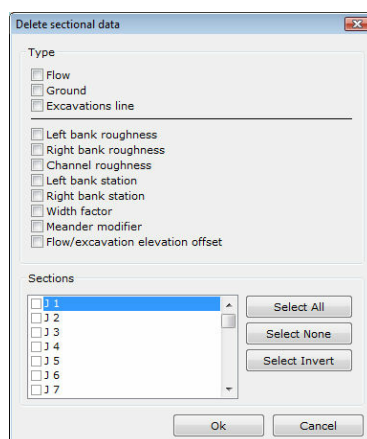 Delete sectional data
Type
Flow
Ground
Excavations line
Left bank roughness
Right bank roughness
Channel roughness
Left bank station
Right bank station
Width factor
Meander modifier
Flow/excavation elevation offset
Sections
J 1
J 2
J 3
J 4
J 5
J 6
J 7
Select All
Select None
Select Invert
Ok
Cancel